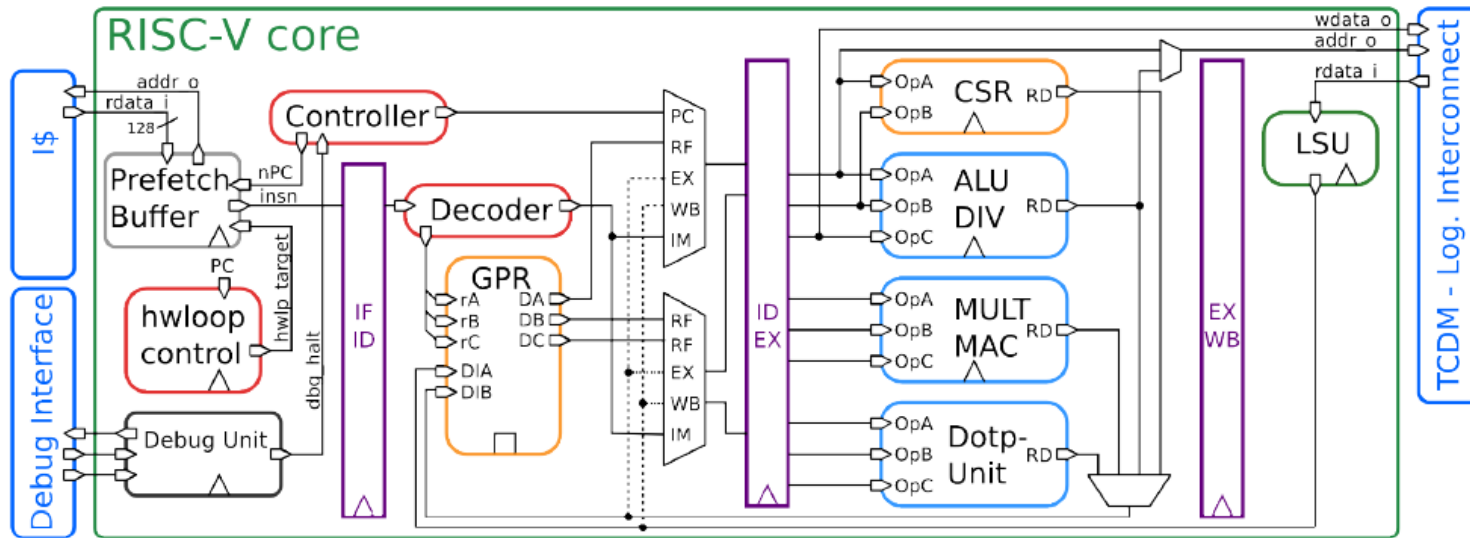 RISC-V core
wdata_o
addr_o
rdata_i
addr_o
rdata_i
128
I$
Controller
Prefetch
Buffer
nPC
insn
hwlp_target
PC
hwloop
control
dbg_halt
Debug Interface
Debug Unit
IF
ID
Decoder
GPR
rA
rB
rC
DIA
DIB
DA
DB
DC
PC
RF
EX
WB
IM
RF
RF
EX
WB
IM
ID
EX
OpA
OpB
CSR
RD
OpA
OpB
OpC
ALU
DIV
RD
OpA
OpB
OpC
MULT
MAC
RD
OpA
OpB
OpC
Dotp-
Unit
RD
EX
WB
LSU
TCDM - Log. Interconnect